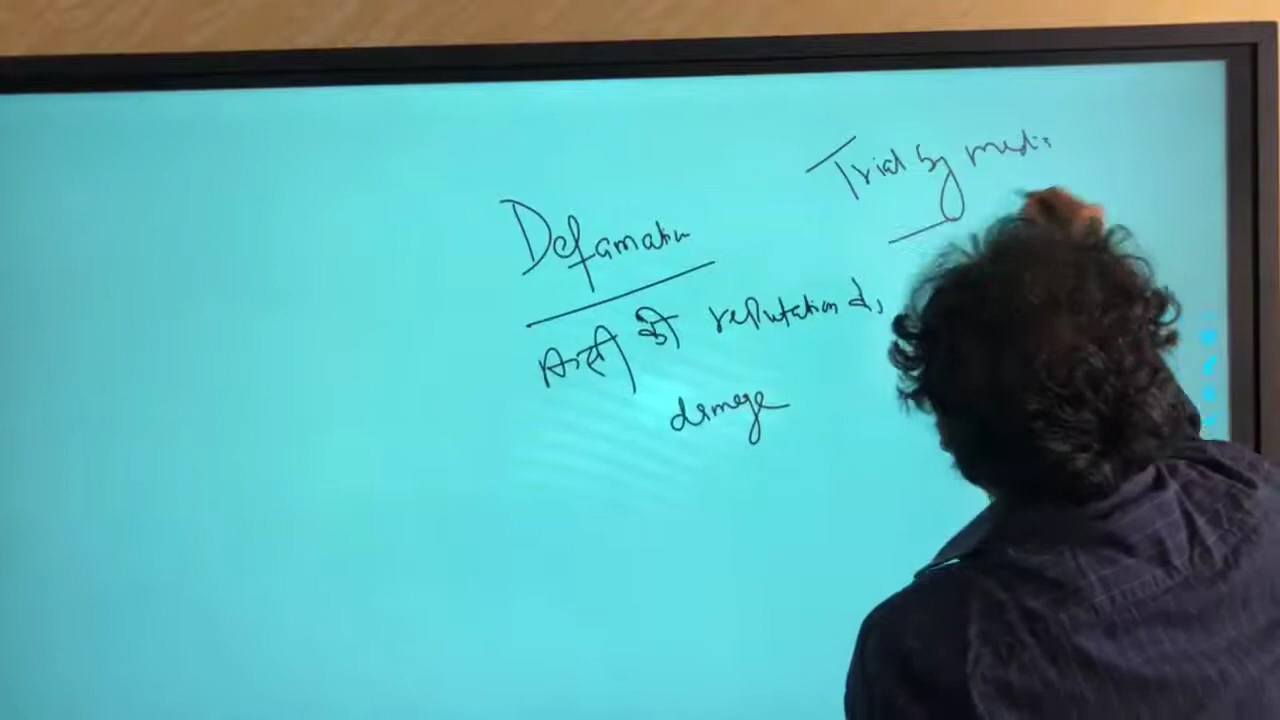 Trial by media
Defamation
की reputation
damage